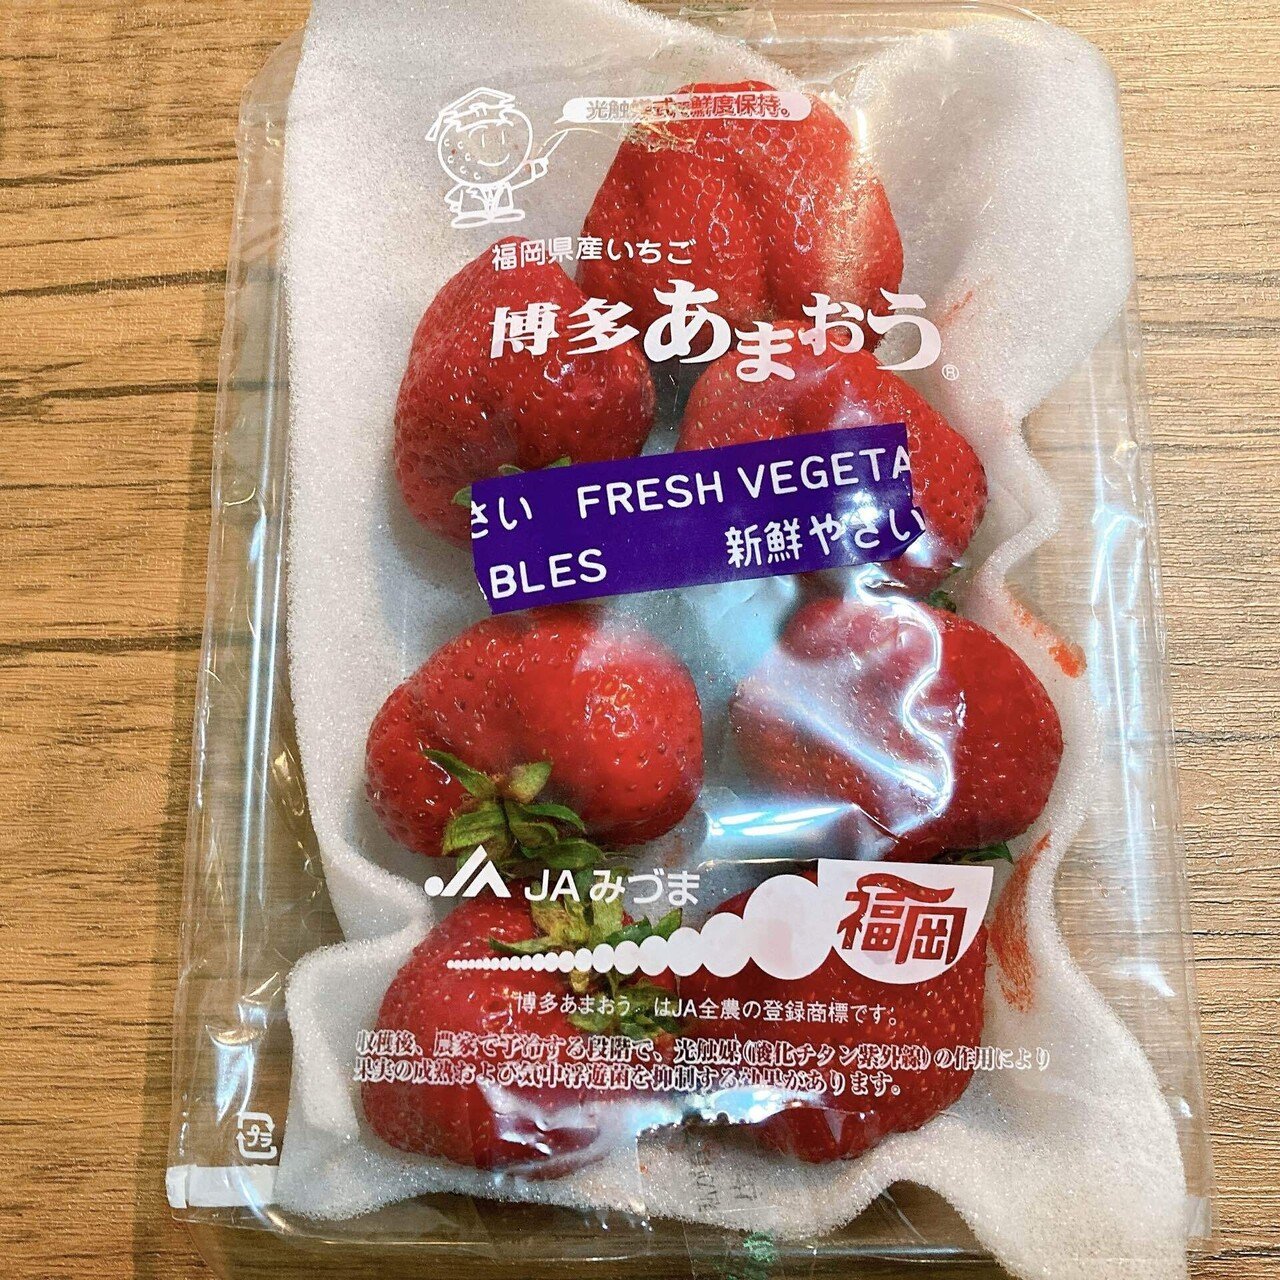 光触媒式で鮮度保持。
福岡県産いちご
博多あまおう®
さい FRESH VEGETA
ABLES 新鮮やさい
JAみづま
福岡
博多あまおう はJA全農の登録商標です。
収穫後、農家で予冷する段階で、光触媒(酸化チタン紫外線)の作用により
果実の成熟および気中浮遊菌を抑制する効果があります。
プラ